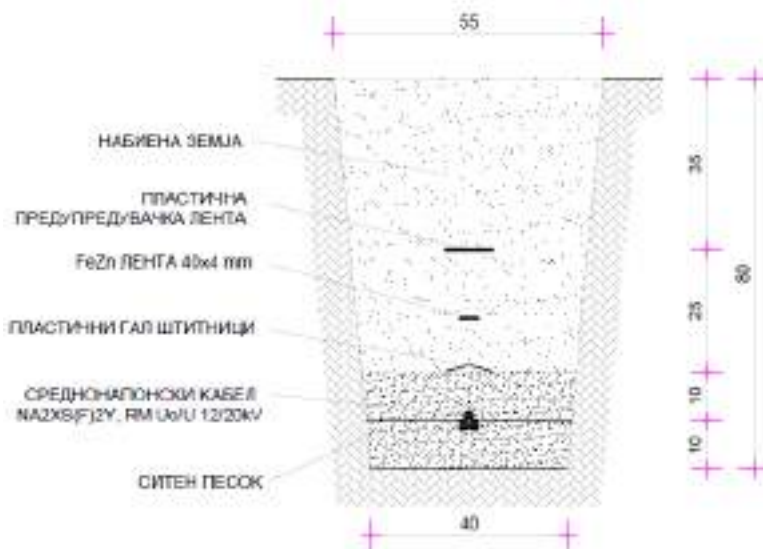 55
НАБИЕНА ЗЕМЈА
35
ПЛАСТИЧНА
ПРЕДУПРЕДУВАЧКА ЛЕНТА
FeZn ЛЕНТА 40x4 mm
80
25
ПЛАСТИЧНИ ГАЛ ШТИТНИЦИ
СРЕДНОНАПОНСКИ КАБЕЛ
NA2XS(F)2Y, RM Uo/U 12/20kV
10
10
СИТЕН ПЕСОК
40